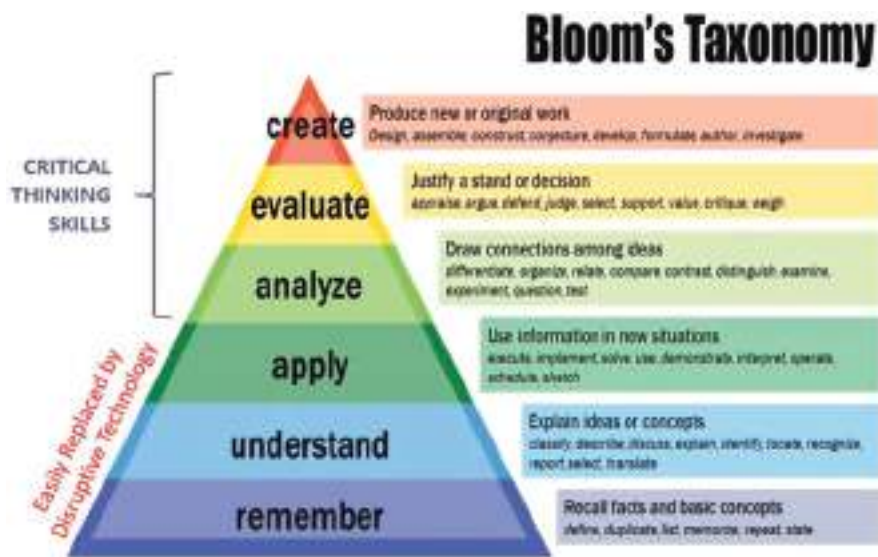 Bloom's Taxonomy
CRITICAL
THINKING
SKILLS
Easily Replaced by
Disruptive Technology
create
Produce new or original work
Design, assemble, construct, conjecture, develop, formulate, author, investigate
evaluate
Justify a stand or decision
appraise, argue, defend, judge, select, support, value, critique, weigh
analyze
Draw connections among ideas
differentiate, organize, relate, compare, contrast, distinguish, examine,
experiment, question, test
apply
Use information in new situations
execute, implement, solve, use, demonstrate, interpret, operate,
schedule, sketch
understand
Explain ideas or concepts
classify, describe, discuss, explain, identify, locate, recognize,
report, select, translate
remember
Recall facts and basic concepts
define, duplicate, list, memorize, repeat, state